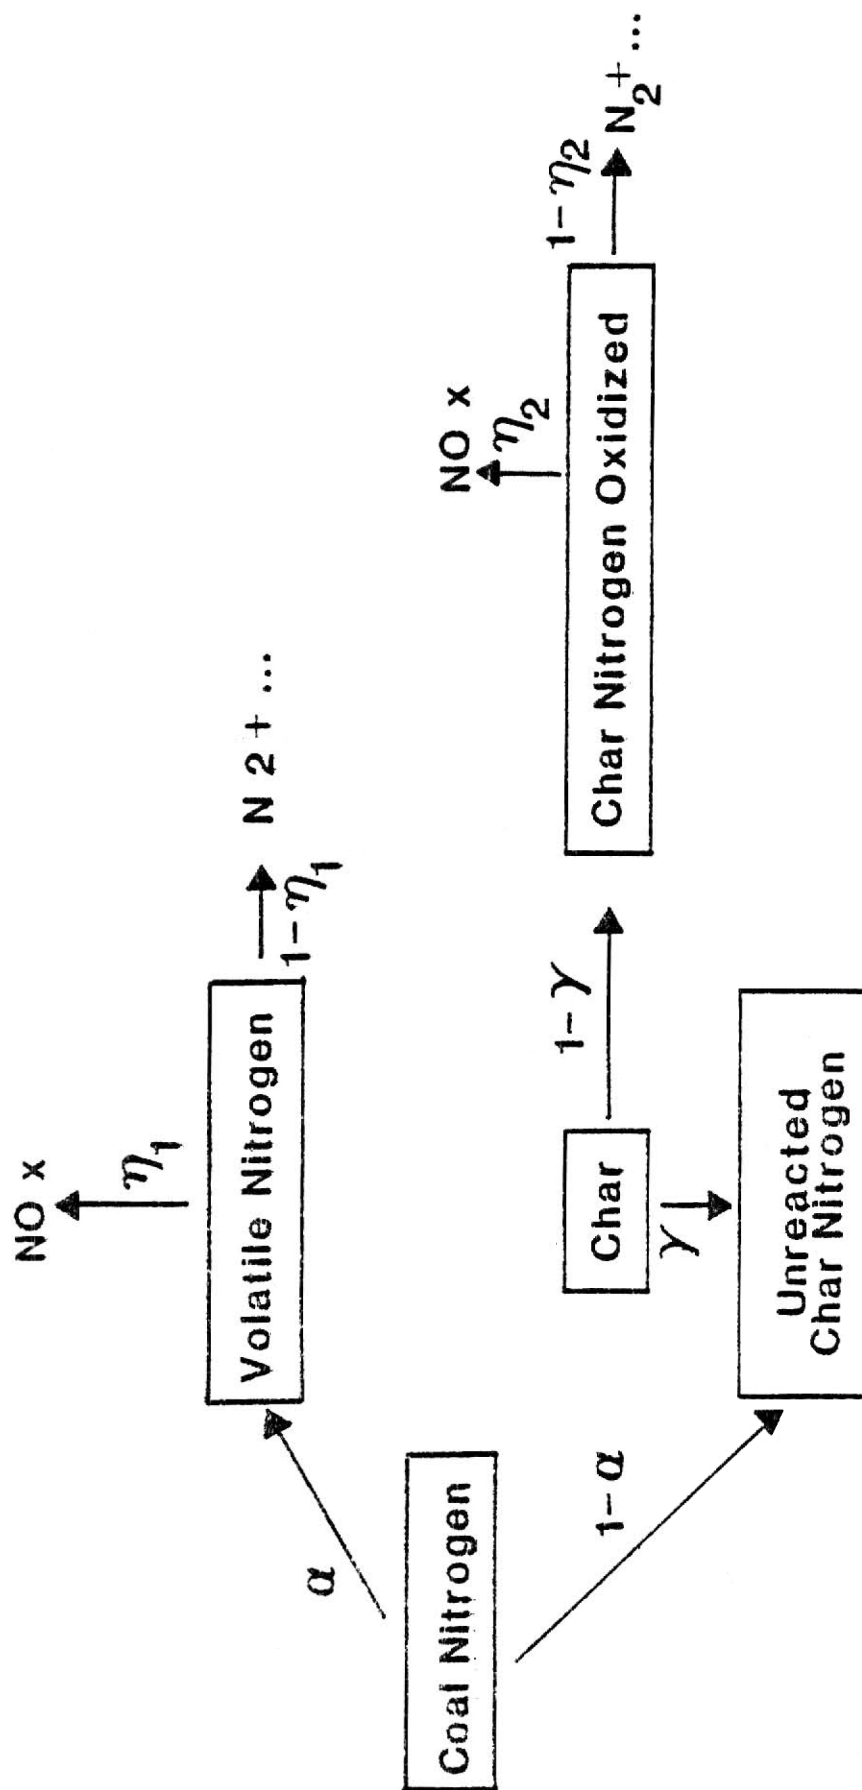 NO x
η₁
Volatile Nitrogen
1-η₁
N 2 + ...
α
Coal Nitrogen
1-α
NO x
η₂
Char
1-γ
Char Nitrogen Oxidized
1-η₂
N₂+...
γ
Unreacted
Char Nitrogen